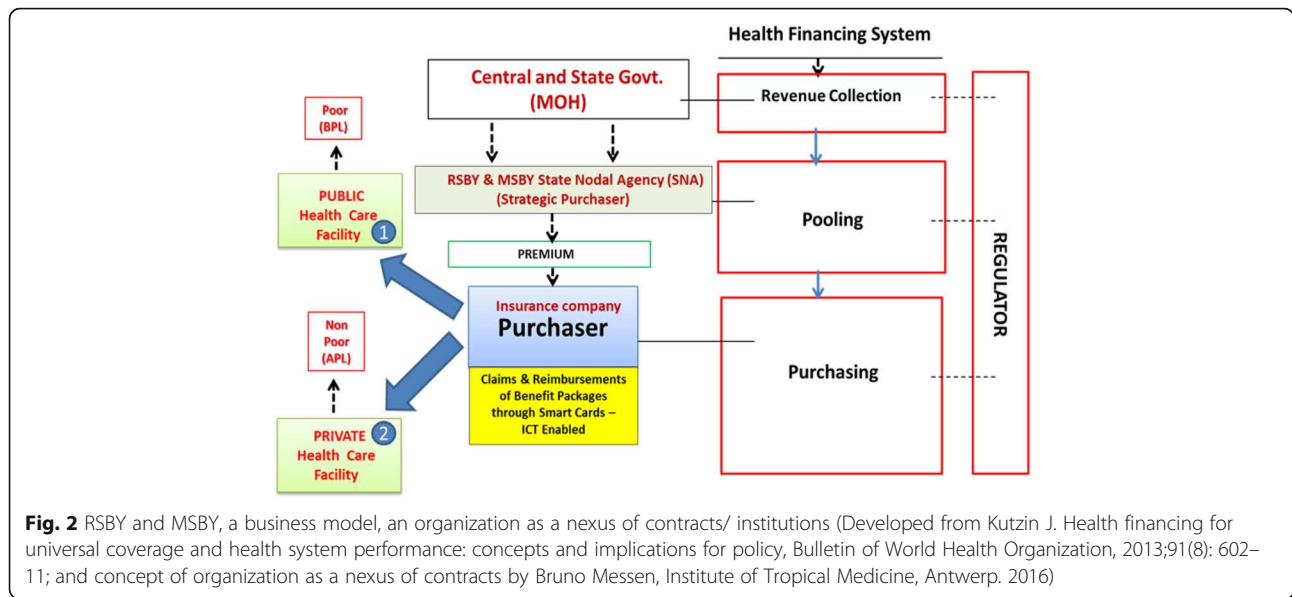 Health Financing System
Central and State Govt.
(MOH)
Revenue Collection
Poor
(BPL)
RSBY & MSBY State Nodal Agency (SNA)
(Strategic Purchaser)
Pooling
PUBLIC
Health Care
Facility
1
PREMIUM
REGULATOR
Insurance company
Purchaser
Non
Poor
(APL)
Purchasing
Claims & Reimbursements
of Benefit Packages
through Smart Cards –
ICT Enabled
PRIVATE
Health Care
Facility
2
Fig. 2 RSBY and MSBY, a business model, an organization as a nexus of contracts/ institutions (Developed from Kutzin J. Health financing for
universal coverage and health system performance: concepts and implications for policy, Bulletin of World Health Organization, 2013;91(8): 602–
11; and concept of organization as a nexus of contracts by Bruno Messen, Institute of Tropical Medicine, Antwerp. 2016)